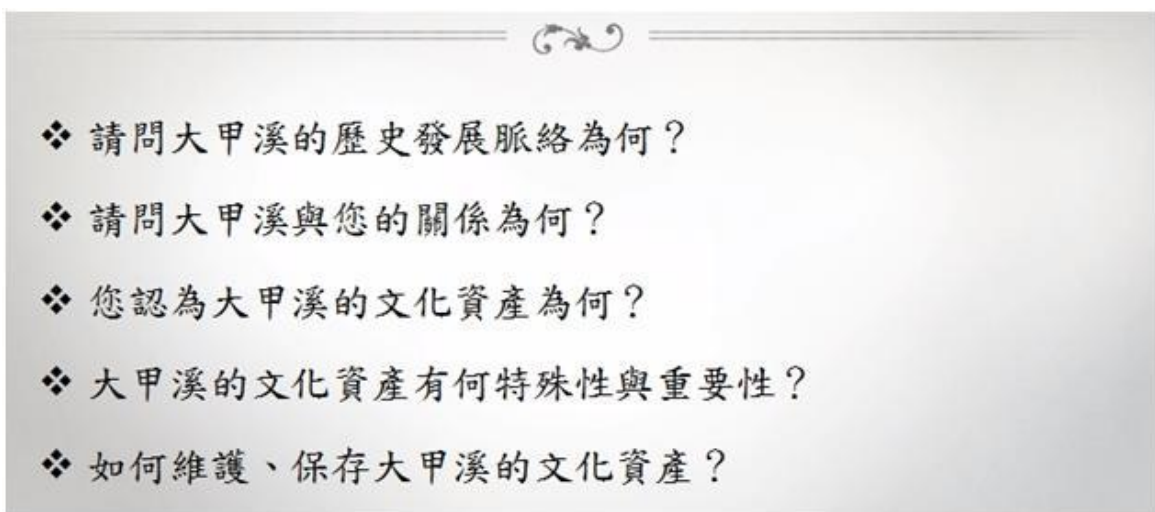 ❖ 請問大甲溪的歷史發展脈絡為何？
❖ 請問大甲溪與您的關係為何？
❖ 您認為大甲溪的文化資產為何？
❖ 大甲溪的文化資產有何特殊性與重要性？
❖ 如何維護、保存大甲溪的文化資產？